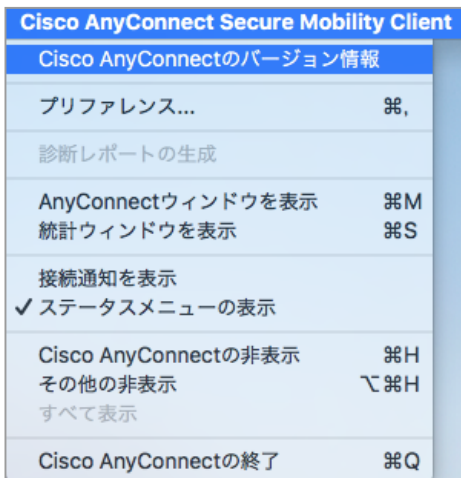 Cisco AnyConnect Secure Mobility Client
Cisco AnyConnectのバージョン情報
プリファレンス... ⌘,
診断レポートの生成
AnyConnectウィンドウを表示 ⌘M
統計ウィンドウを表示 ⌘S
接続通知を表示
✓ ステータスメニューの表示
Cisco AnyConnectの非表示 ⌘H
その他の非表示 ⌥⌘H
すべて表示
Cisco AnyConnectの終了 ⌘Q